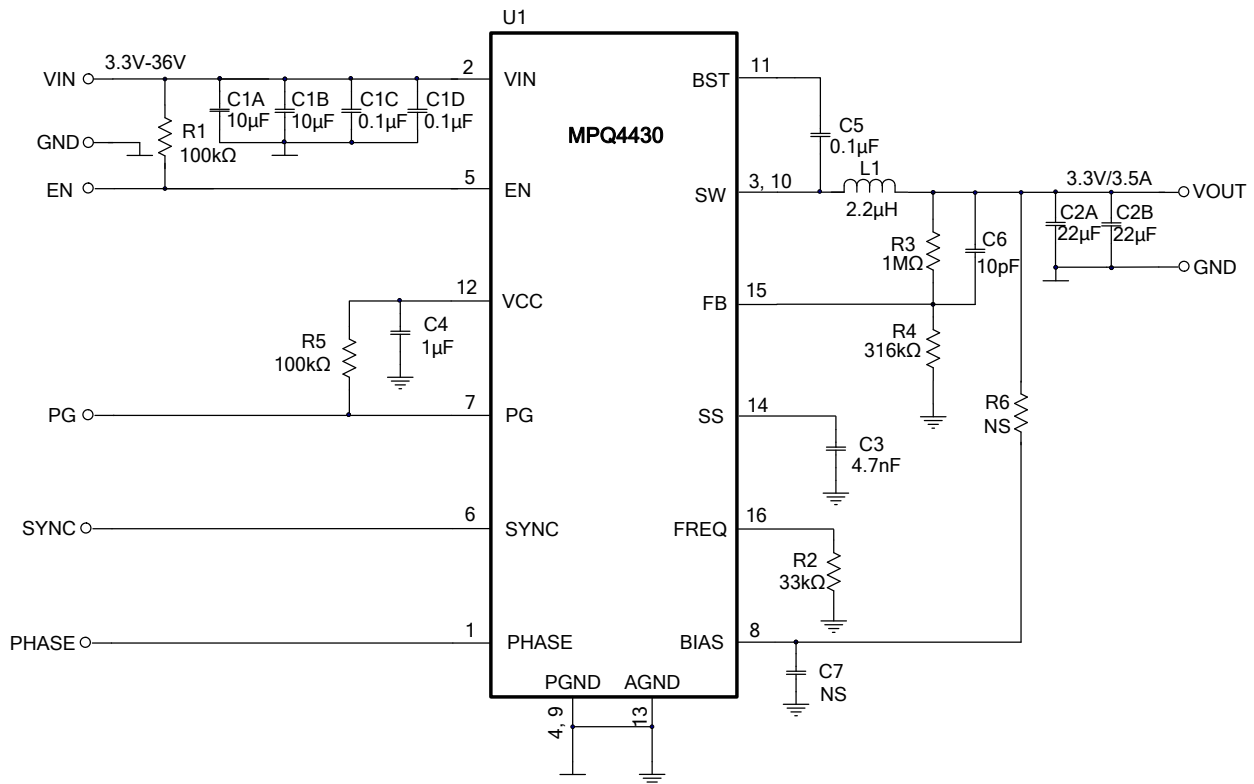 U1
MPQ4430
VIN
3.3V-36V
2
VIN
C1A
10µF
C1B
10µF
C1C
0.1µF
C1D
0.1µF
GND
R1
100kΩ
EN
5
EN
12
VCC
R5
100kΩ
C4
1µF
PG
7
PG
SYNC
6
SYNC
PHASE
1
PHASE
PGND
AGND
4, 9
13
BST
11
C5
0.1µF
SW
3, 10
L1
2.2µH
3.3V/3.5A
VOUT
C2A
22µF
C2B
22µF
GND
R3
1MΩ
C6
10pF
FB
15
R4
316kΩ
SS
14
C3
4.7nF
R6
NS
FREQ
16
R2
33kΩ
BIAS
8
C7
NS